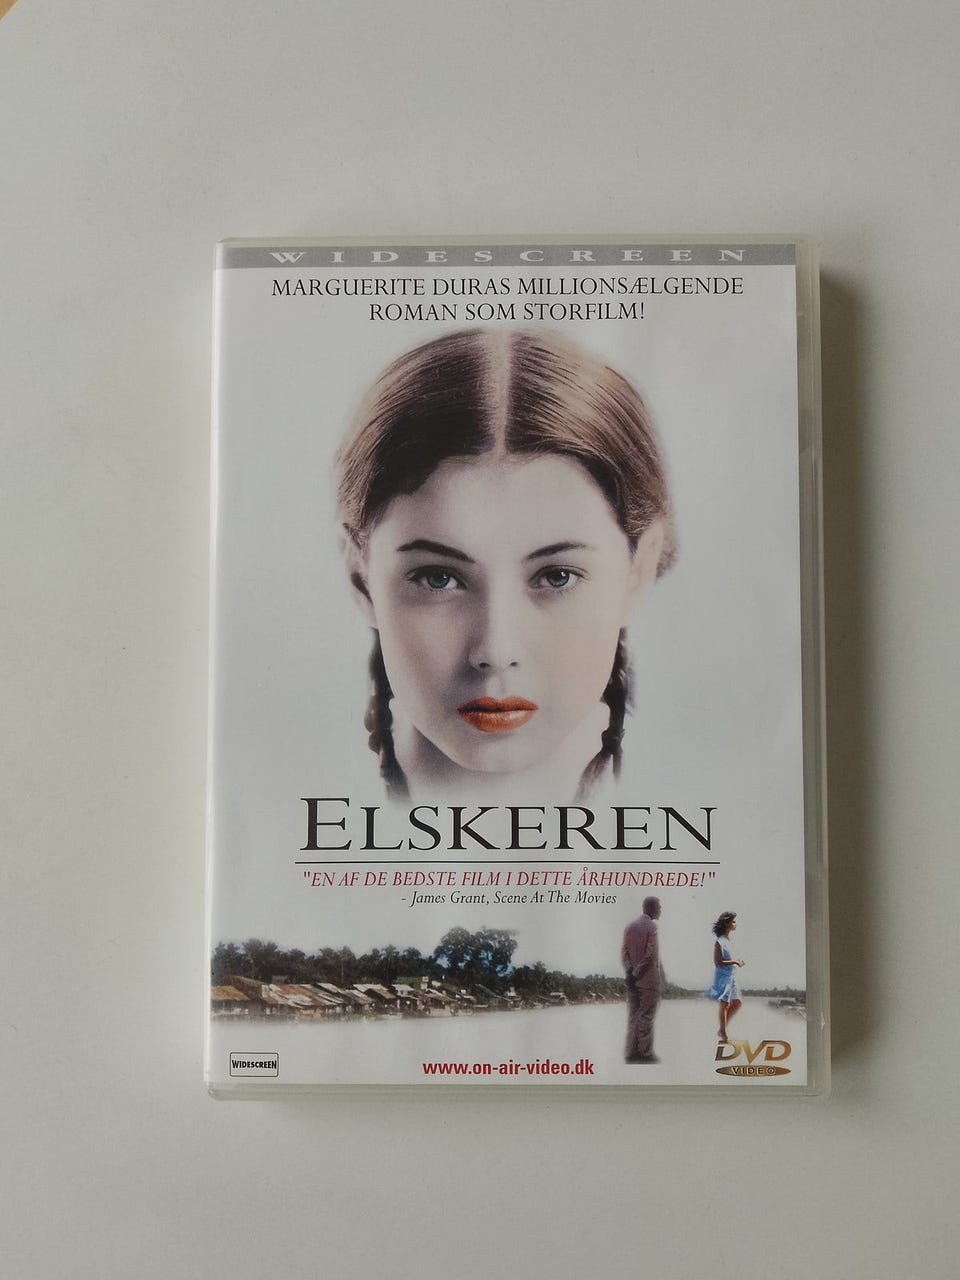 WIDESCREEN
MARGUERITE DURAS MILLIONSÆLGENDE
ROMAN SOM STORFILM!
ELSKEREN
"EN AF DE BEDSTE FILM I DETTE ÅRHUNDREDE!"
- James Grant, Scene At The Movies
WIDESCREEN
www.on-air-video.dk
DVD
VIDEO